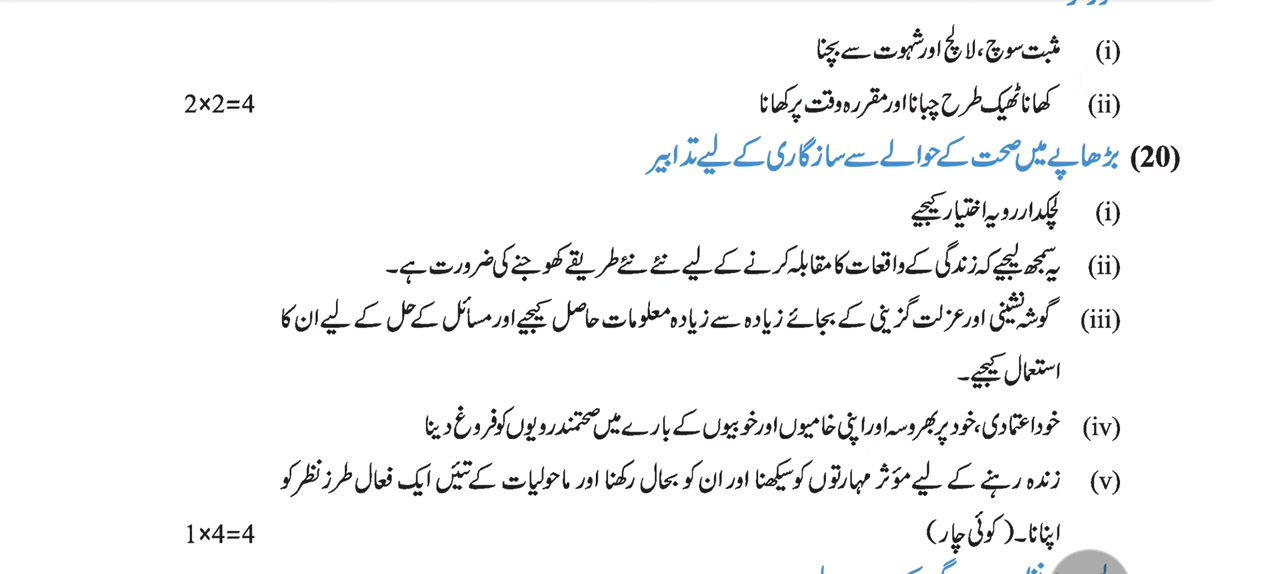 (i) مثبت سوچ، لالچ اور شہوت سے بچنا
(ii) کھانا ٹھیک طرح چبانا اور مقررہ وقت پر کھانا 2×2=4
(20) بڑھاپے میں صحت کے حوالے سے سازگاری کے لیے تدابیر
(i) لچکدار رویہ اختیار کیجیے
(ii) یہ سمجھ لیجیے کہ زندگی کے واقعات کا مقابلہ کرنے کے لیے نئے نئے طریقے کھوجنے کی ضرورت ہے۔
(iii) گوشہ نشینی اور عزلت گزینی کے بجائے زیادہ سے زیادہ معلومات حاصل کیجیے اور مسائل کے حل کے لیے ان کا
استعمال کیجیے۔
(iv) خود اعتمادی، خود پر بھروسہ اور اپنی خامیوں اور خوبیوں کے بارے میں صحتمند رویوں کو فروغ دینا
(v) زندہ رہنے کے لیے مؤثر مہارتوں کو سیکھنا اور ان کو بحال رکھنا اور ماحولیات کے تئیں ایک فعال طرز نظر کو
اپنانا۔ (کوئی چار) 1×4=4